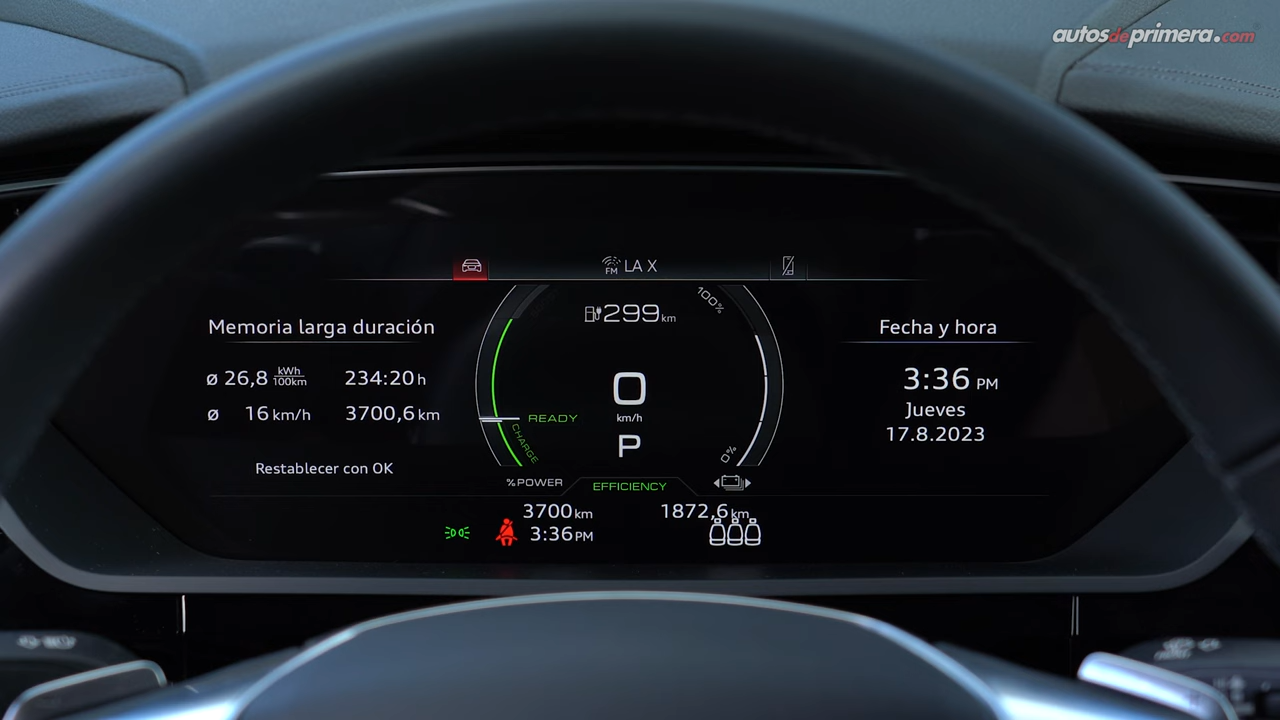 autosdeprimera.com
FM LA X
299 km
100%
Memoria larga duración
Fecha y hora
ø 26,8 kWh/100km 234:20 h
ø 16 km/h 3700,6 km
Restablecer con OK
0
km/h
READY
P
CHARGE
0%
3:36 PM
Jueves
17.8.2023
%POWER
EFFICIENCY
3700 km 1872,6 km
3:36 PM